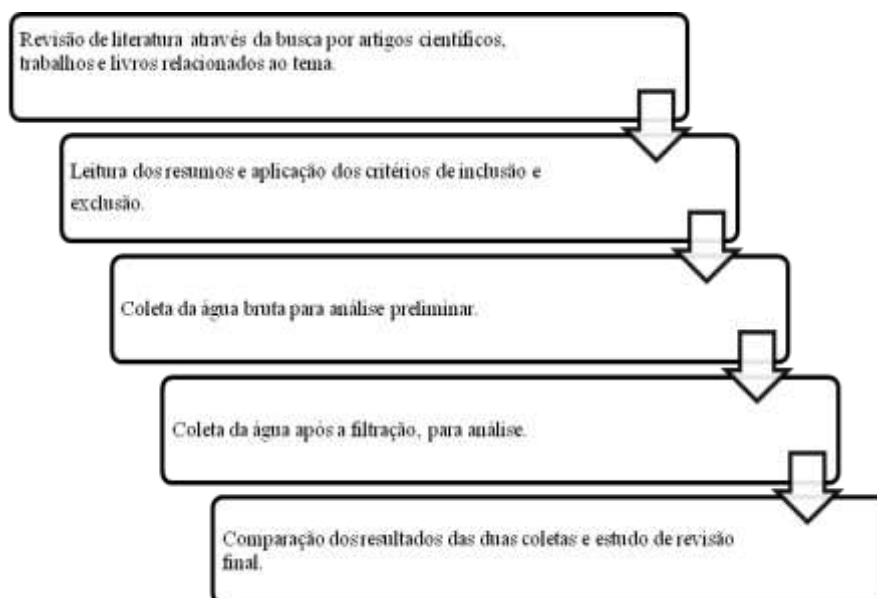 Revisão de literatura através da busca por artigos científicos,
trabalhos e livros relacionados ao tema.
Leitura dos resumos e aplicação dos critérios de inclusão e
exclusão.
Coleta da água bruta para análise preliminar.
Coleta da água após a filtração, para análise.
Comparação dos resultados das duas coletas e estudo de revisão
final.